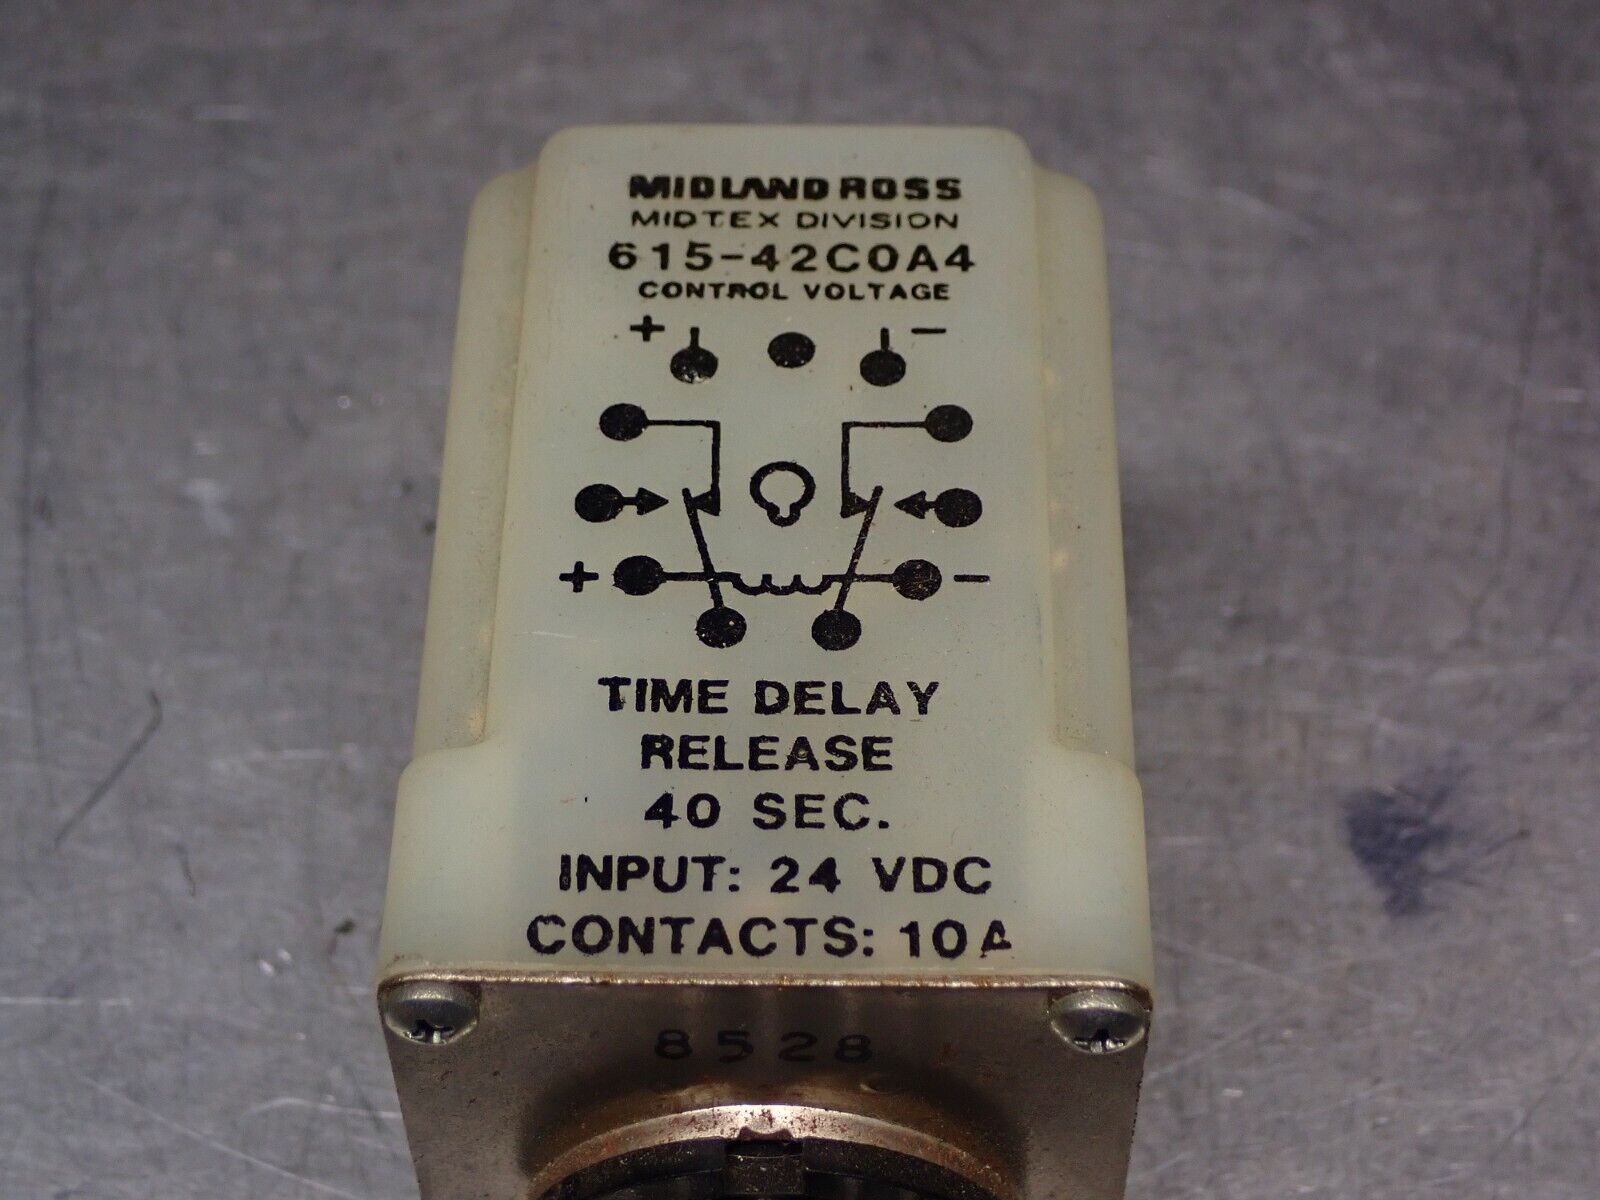 MIDLAND ROSS
MIDTEX DIVISION
615-42C0A4
CONTROL VOLTAGE
+ −
+ −
TIME DELAY
RELEASE
40 SEC.
INPUT: 24 VDC
CONTACTS: 10A
8528